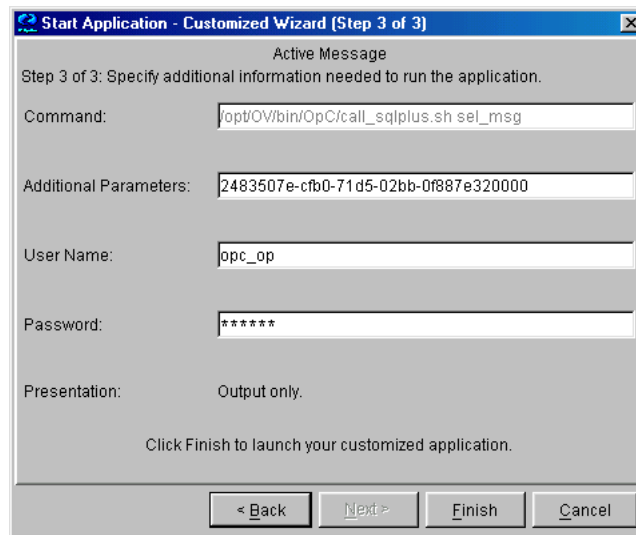 Start Application - Customized Wizard (Step 3 of 3)
Active Message
Step 3 of 3: Specify additional information needed to run the application.
Command: /opt/OV/bin/OpC/call_sqlplus.sh sel_msg
Additional Parameters: 2483507e-cfb0-71d5-02bb-0f887e320000
User Name: opc_op
Password: ******
Presentation: Output only.
Click Finish to launch your customized application.
< Back Next > Finish Cancel